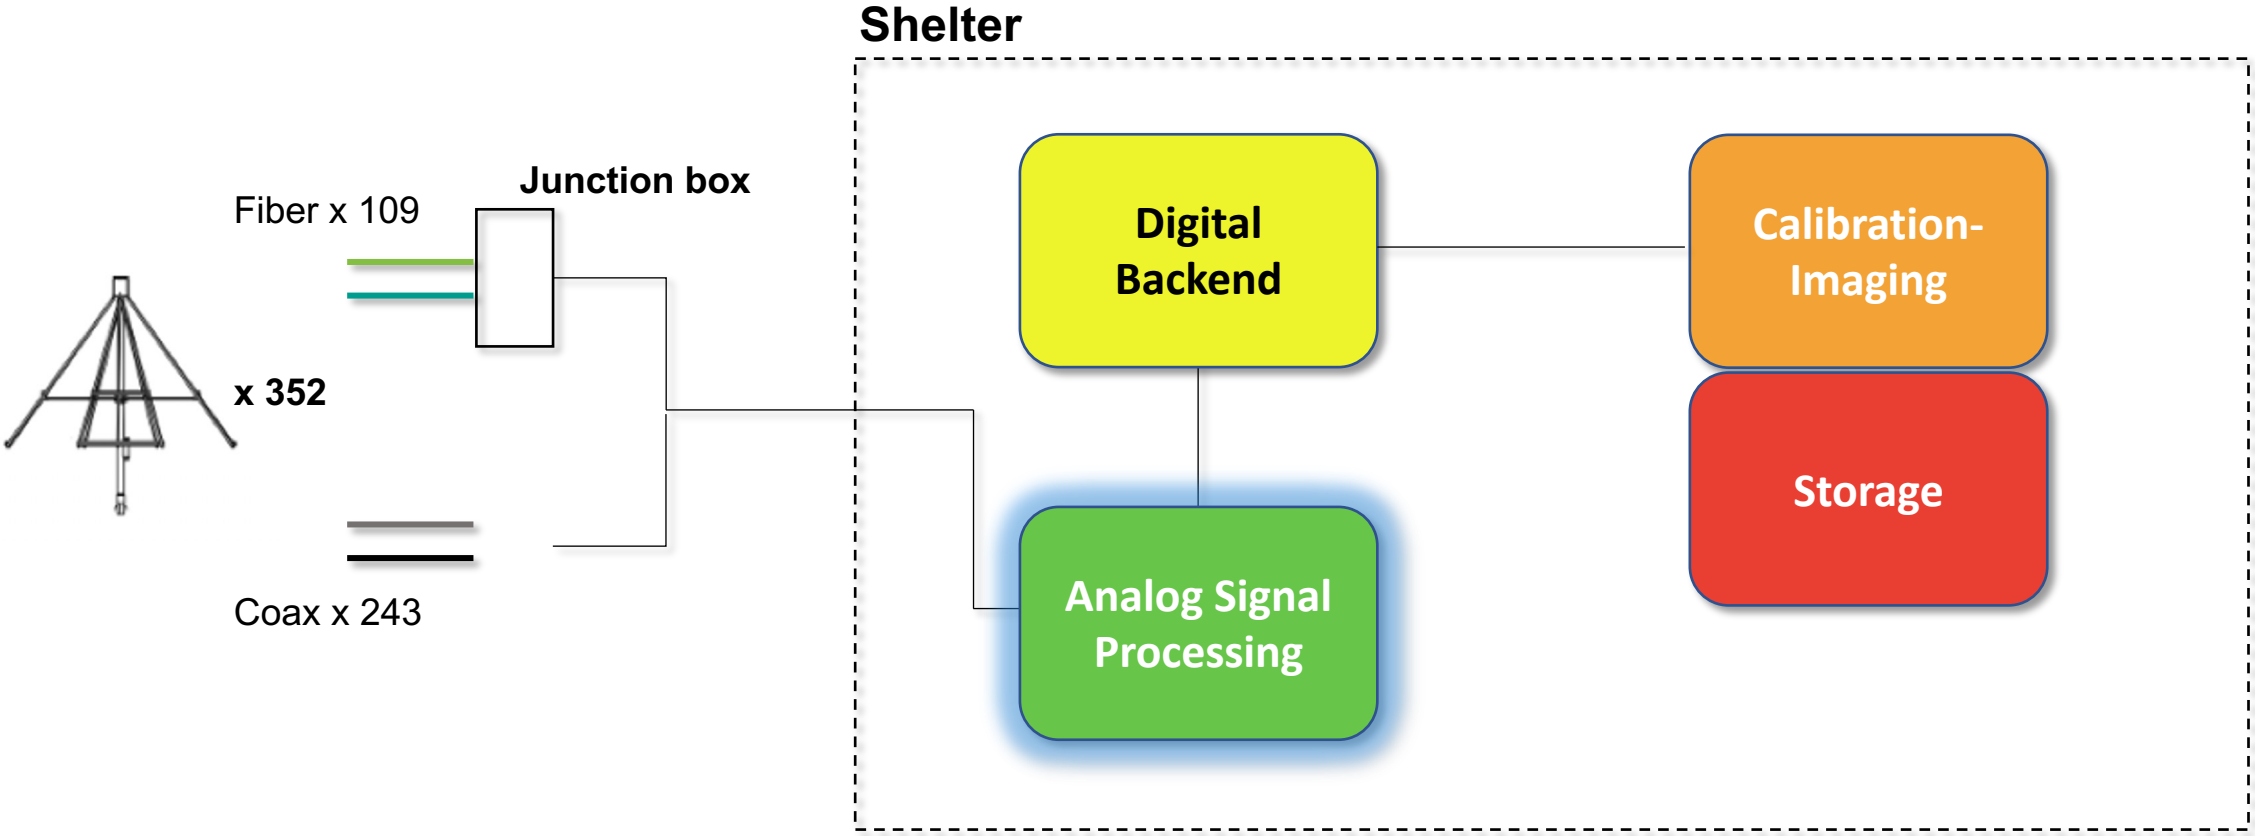 Shelter
Junction box
Fiber x 109
x 352
Coax x 243
Digital
Backend
Calibration-
Imaging
Analog Signal
Processing
Storage